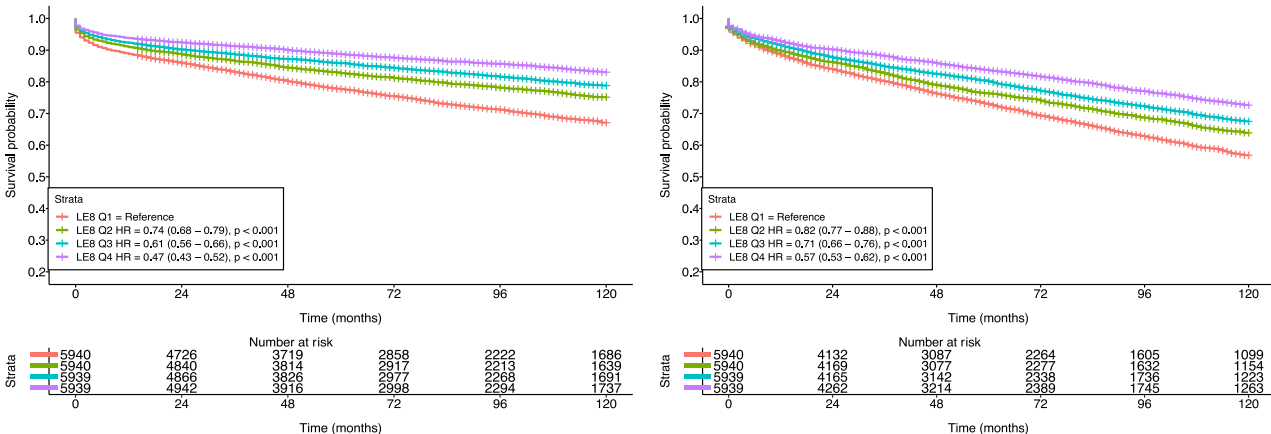 1.0
0.9
0.8
0.7
0.6
0.5
0.4
0.3
0.2
Survival probability
Strata
LE8 Q1 = Reference
LE8 Q2 HR = 0.74 (0.68 – 0.79), p < 0.001
LE8 Q3 HR = 0.61 (0.56 – 0.66), p < 0.001
LE8 Q4 HR = 0.47 (0.43 – 0.52), p < 0.001
0 24 48 72 96 120
Time (months)
Number at risk
Strata
5940 4726 3719 2858 2222 1686
5940 4840 3814 2917 2213 1639
5939 4866 3826 2977 2268 1691
5939 4942 3916 2998 2294 1737
0 24 48 72 96 120
Time (months)
1.0
0.9
0.8
0.7
0.6
0.5
0.4
0.3
0.2
Survival probability
Strata
LE8 Q1 = Reference
LE8 Q2 HR = 0.82 (0.77 – 0.88), p < 0.001
LE8 Q3 HR = 0.71 (0.66 – 0.76), p < 0.001
LE8 Q4 HR = 0.57 (0.53 – 0.62), p < 0.001
0 24 48 72 96 120
Time (months)
Number at risk
Strata
5940 4132 3087 2264 1605 1099
5940 4169 3077 2277 1632 1154
5939 4165 3142 2338 1736 1223
5939 4262 3214 2389 1745 1263
0 24 48 72 96 120
Time (months)